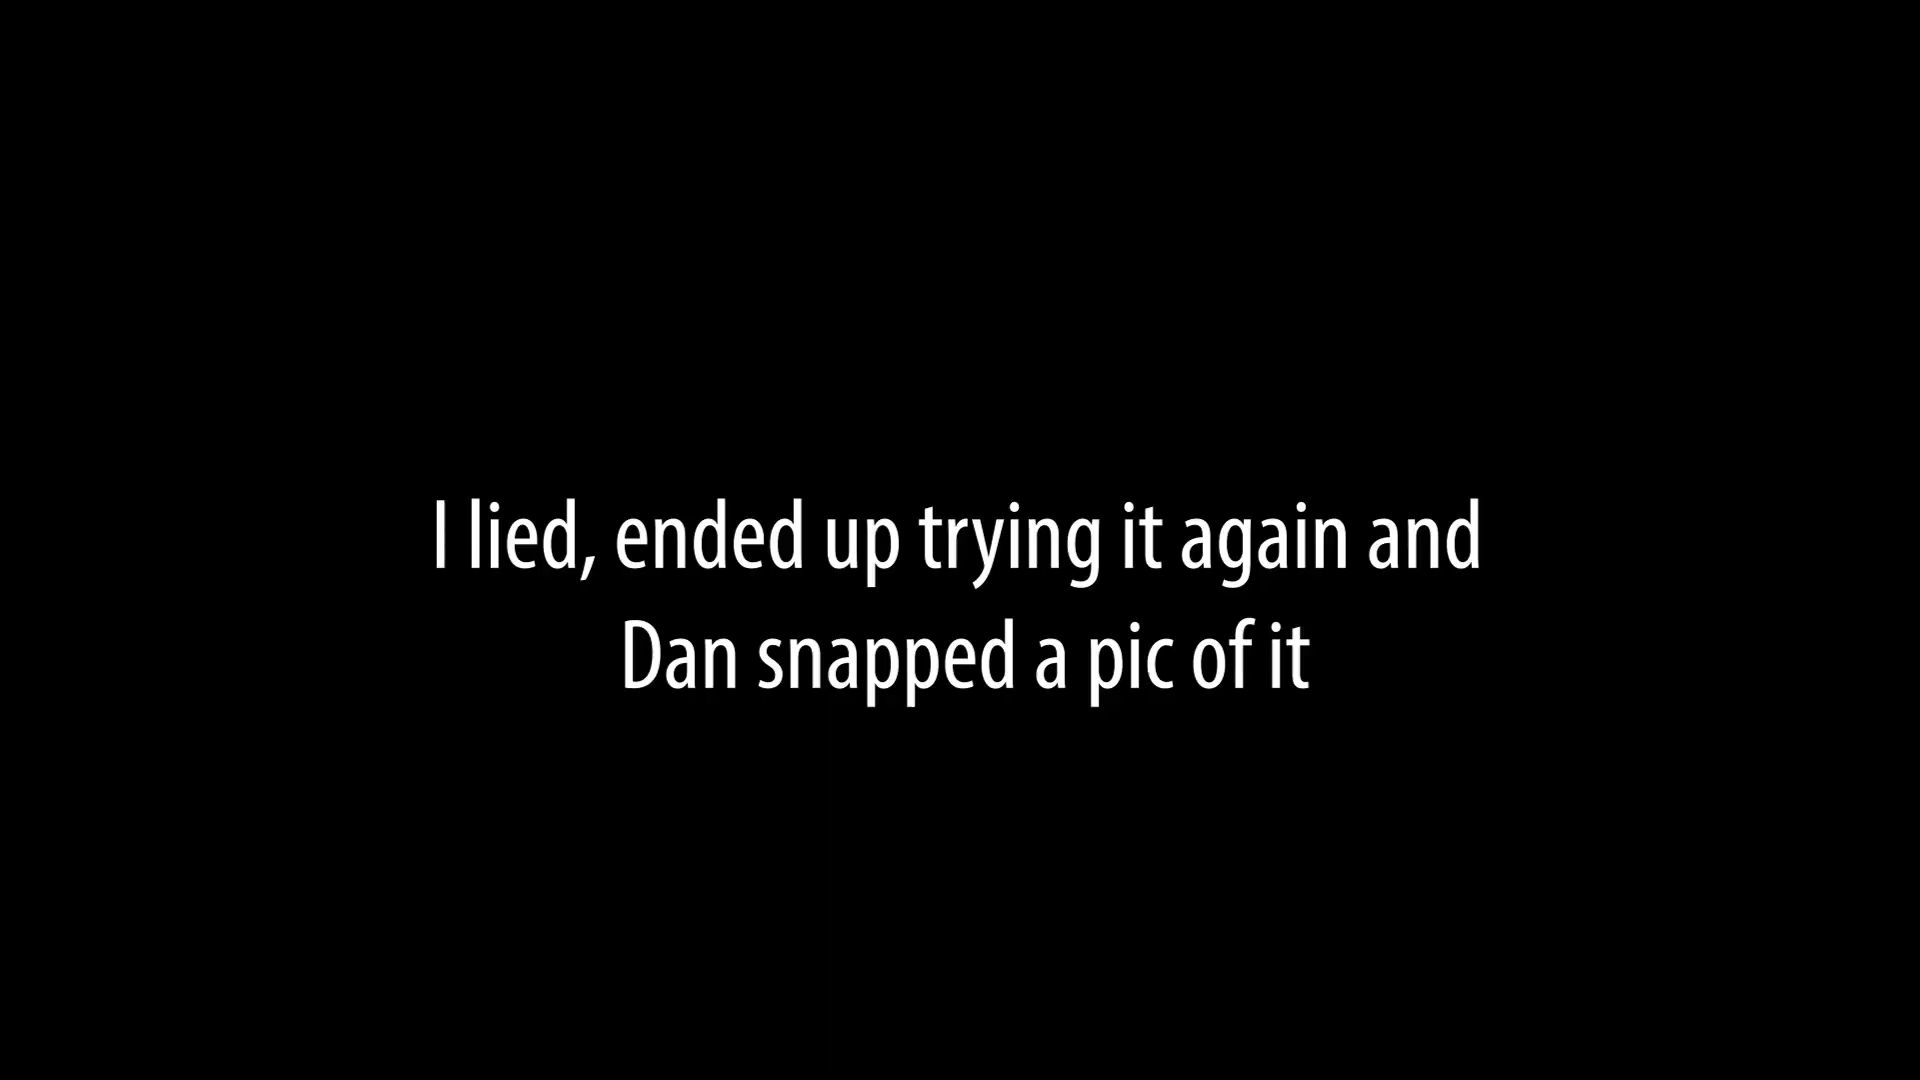 I lied, ended up trying it again and
Dan snapped a pic of it